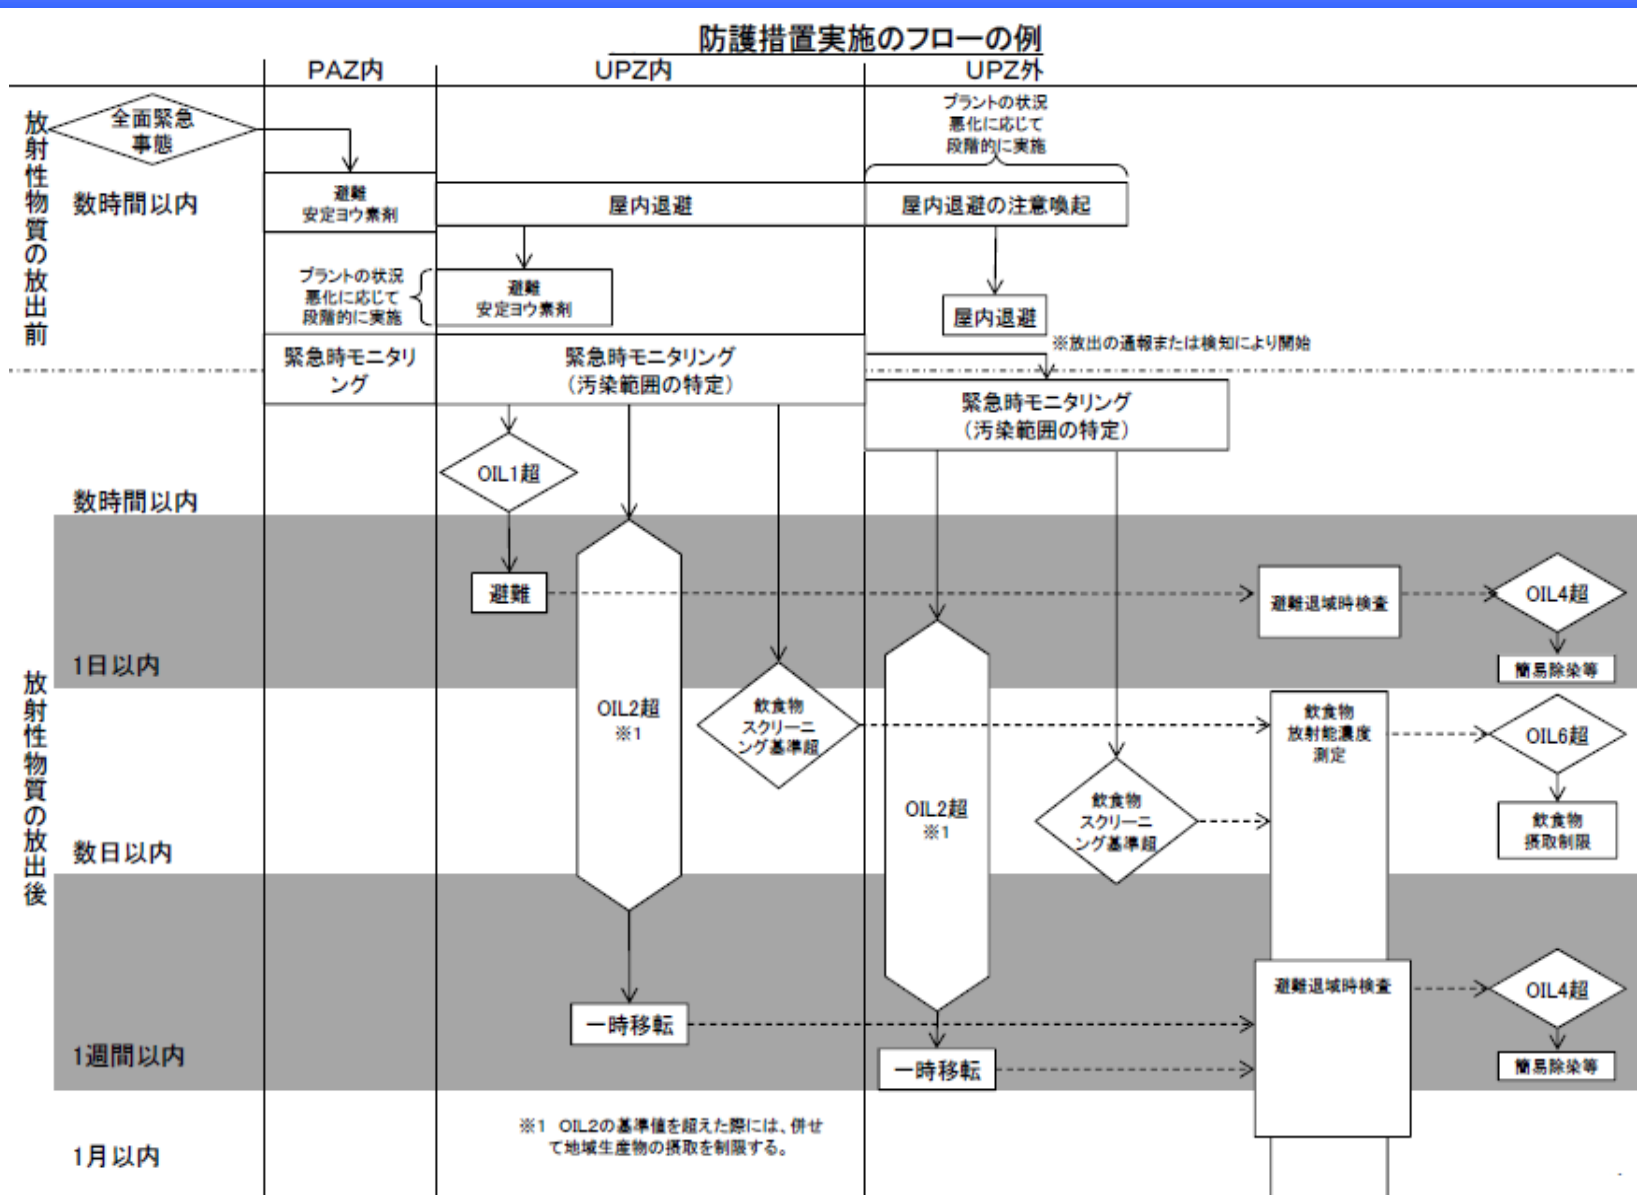 防護措置実施のフローの例
PAZ内
UPZ内
UPZ外
放射性物質の放出前
全面緊急
事態
数時間以内
避難
安定ヨウ素剤
屋内退避
プラントの状況
悪化に応じて
段階的に実施
屋内退避の注意喚起
プラントの状況
悪化に応じて
段階的に実施
避難
安定ヨウ素剤
屋内退避
※放出の通報または検知により開始
緊急時モニタリ
ング
緊急時モニタリング
(汚染範囲の特定)
緊急時モニタリング
(汚染範囲の特定)
放射性物質の放出後
数時間以内
OIL1超
避難
避難退域時検査
OIL4超
簡易除染等
1日以内
OIL2超
※1
飲食物
スクリーニ
ング基準超
飲食物
放射能濃度
測定
OIL6超
OIL2超
※1
飲食物
スクリーニ
ング基準超
飲食物
摂取制限
数日以内
避難退域時検査
OIL4超
一時移転
1週間以内
一時移転
簡易除染等
※1 OIL2の基準値を超えた際には、併せ
て地域生産物の摂取を制限する。
1月以内